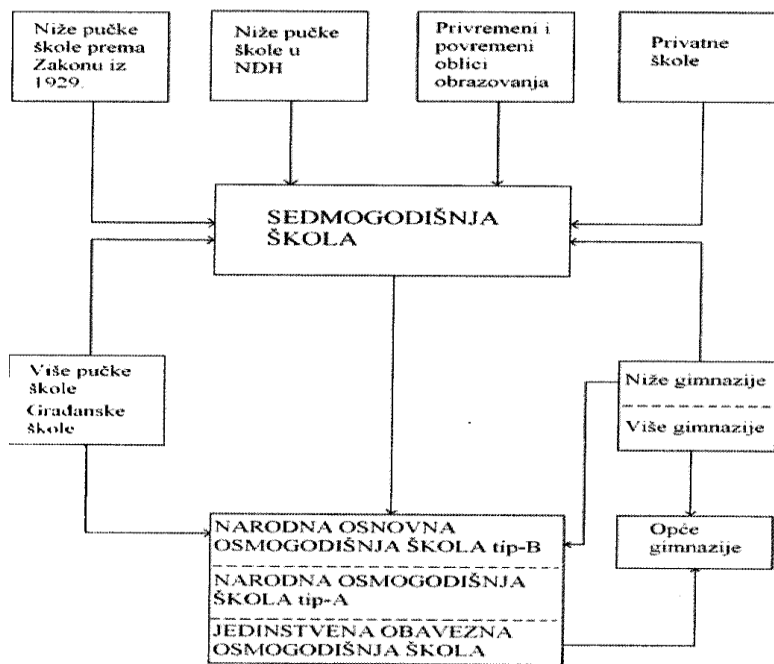 Niže pučke
škole prema
Zakonu iz
1929.
Niže pučke
škole u
NDH
Privremeni i
povremeni
oblici
obrazovanja
Privatne
škole
SEDMOGODIŠNJA
ŠKOLA
Više pučke
škole
Građanske
škole
Niže gimnazije
Više gimnazije
NARODNA OSNOVNA
OSMOGODIŠNJA ŠKOLA tip-B
NARODNA OSMOGODIŠNJA
ŠKOLA tip-A
JEDINSTVENA OBAVEZNA
OSMOGODIŠNJA ŠKOLA
Opće
gimnazije